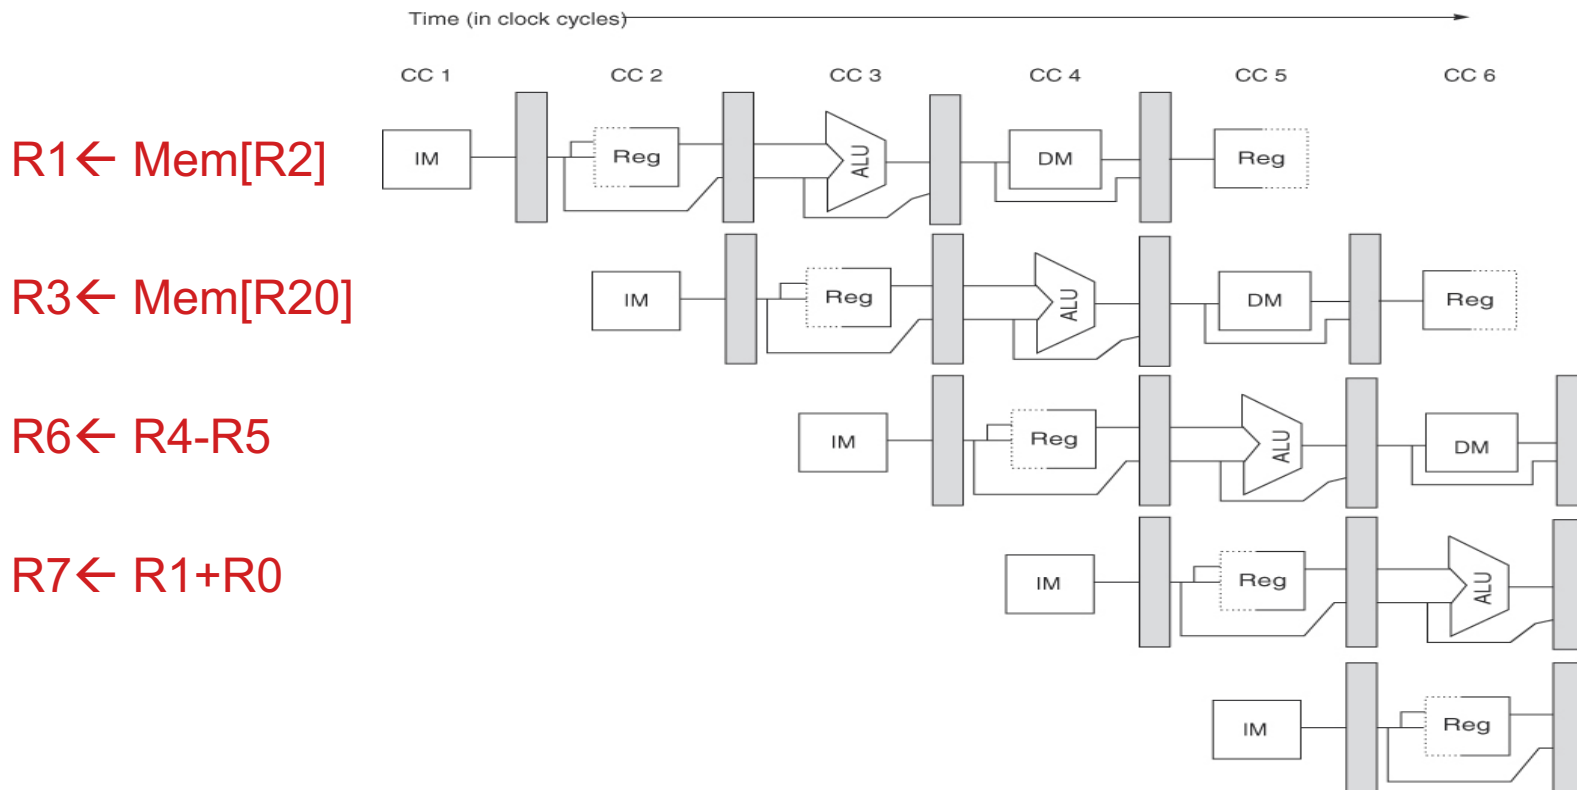 Time (in clock cycles)
CC 1 CC 2 CC 3 CC 4 CC 5 CC 6
R1← Mem[R2] IM Reg ALU DM Reg
R3← Mem[R20] IM Reg ALU DM Reg
R6← R4-R5 IM Reg ALU DM
R7← R1+R0 IM Reg ALU
IM Reg